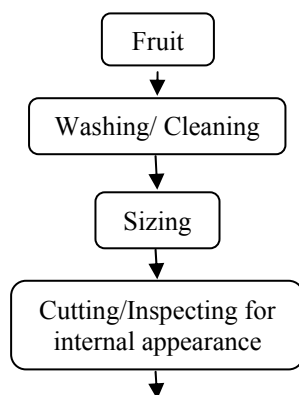 Fruit
Washing/ Cleaning
Sizing
Cutting/Inspecting for
internal appearance